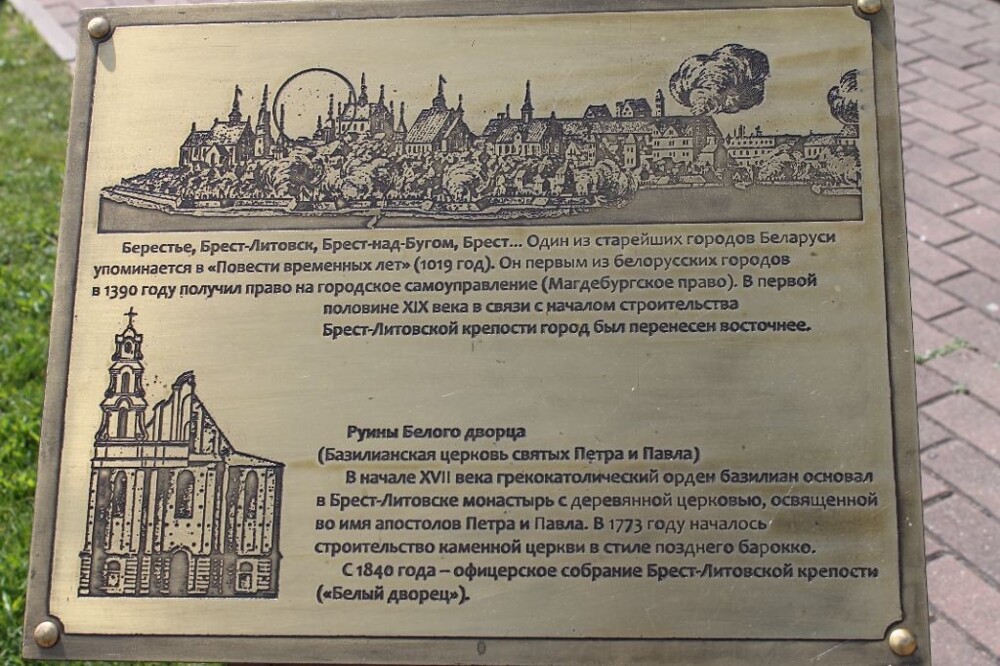 Берестье, Брест-Литовск, Брест-над-Бугом, Брест... Один из старейших городов Беларуси
упоминается в «Повести временных лет» (1019 год). Он первым из белорусских городов
в 1390 году получил право на городское самоуправление (Магдебургское право). В первой
половине XIX века в связи с началом строительства
Брест-Литовской крепости город был перенесен восточнее.
Руины Белого дворца
(Базилианская церковь святых Петра и Павла)
В начале XVII века грекокатолический орден базилиан основал
в Брест-Литовске монастырь с деревянной церковью, освященной
во имя апостолов Петра и Павла. В 1773 году началось
строительство каменной церкви в стиле позднего барокко.
С 1840 года – офицерское собрание Брест-Литовской крепости
(«Белый дворец»).